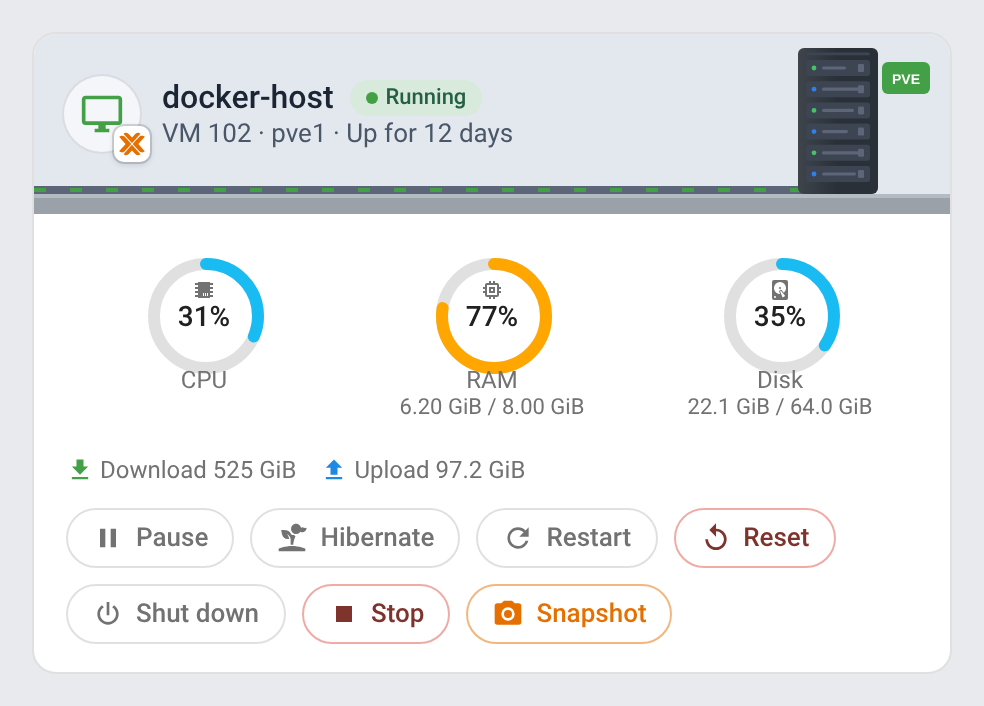 docker-host
Running
PVE
VM 102 · pve1 · Up for 12 days
31%
77%
35%
CPU
RAM
Disk
6.20 GiB / 8.00 GiB
22.1 GiB / 64.0 GiB
Download 525 GiB
Upload 97.2 GiB
Pause
Hibernate
Restart
Reset
Shut down
Stop
Snapshot